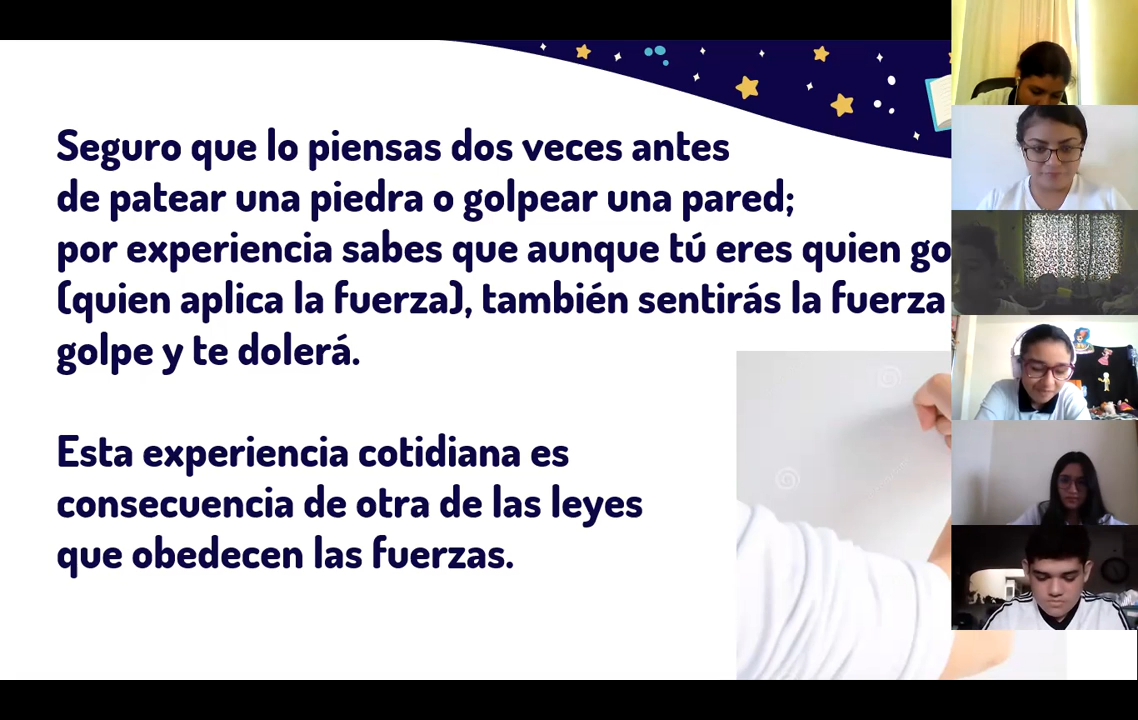 Seguro que lo piensas dos veces antes
de patear una piedra o golpear una pared;
por experiencia sabes que aunque tú eres quien go
(quien aplica la fuerza), también sentirás la fuerza
golpe y te dolerá.
Esta experiencia cotidiana es
consecuencia de otra de las leyes
que obedecen las fuerzas.